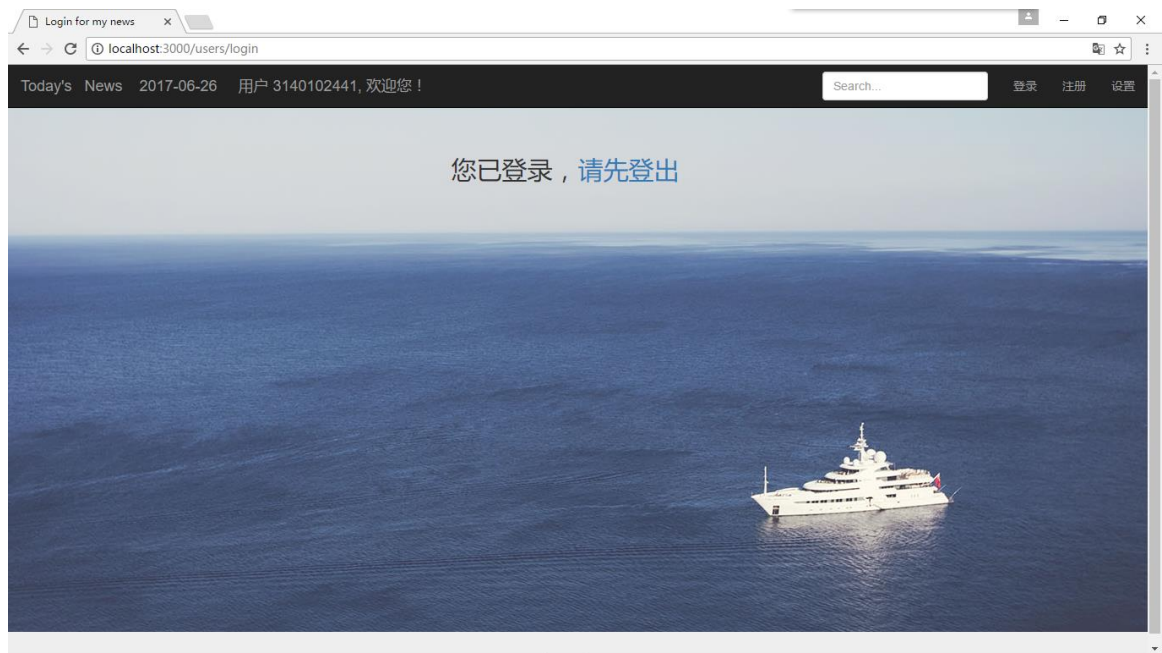 Login for my news
localhost:3000/users/login
Today's News 2017-06-26 用户 3140102441, 欢迎您！
Search...
登录 注册 设置
您已登录，请先登出